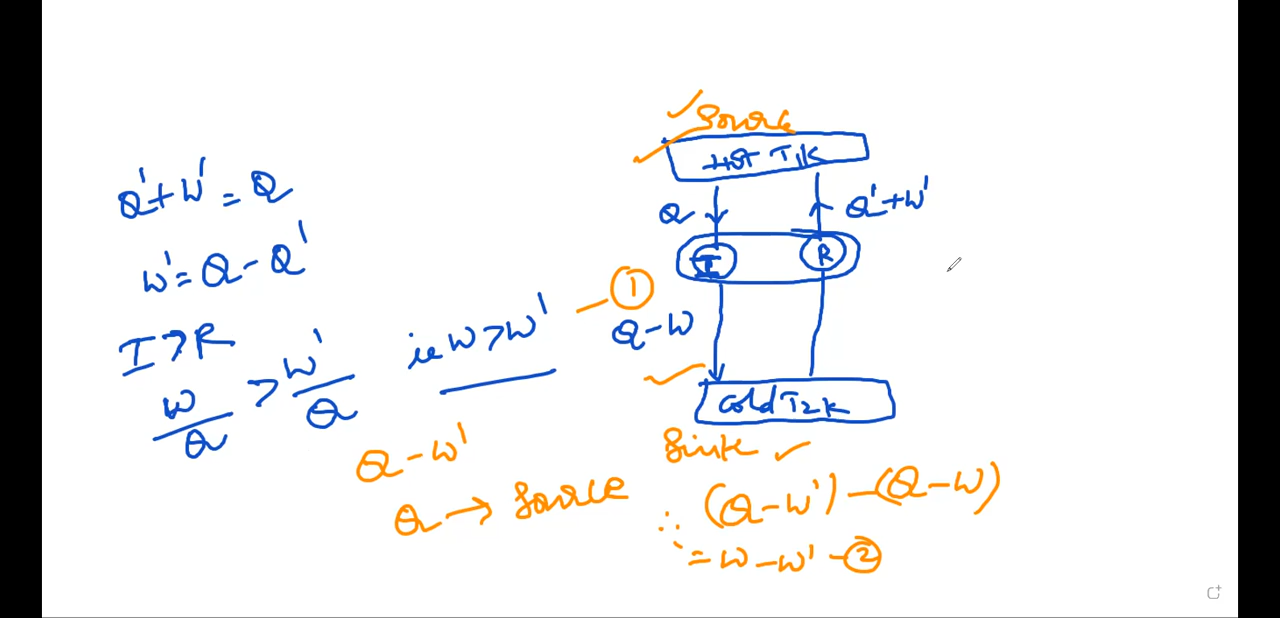 Q'+W' = Q
W' = Q - Q'
I > R
W/Q > W'/Q
ie W > W' - ①
Q - W'
Q → Source
Source
Hot T1K
Q
Q'+W'
I
R
Q - W
Cold T2K
Sink
∴ (Q - W') - (Q - W)
= W - W' - ②